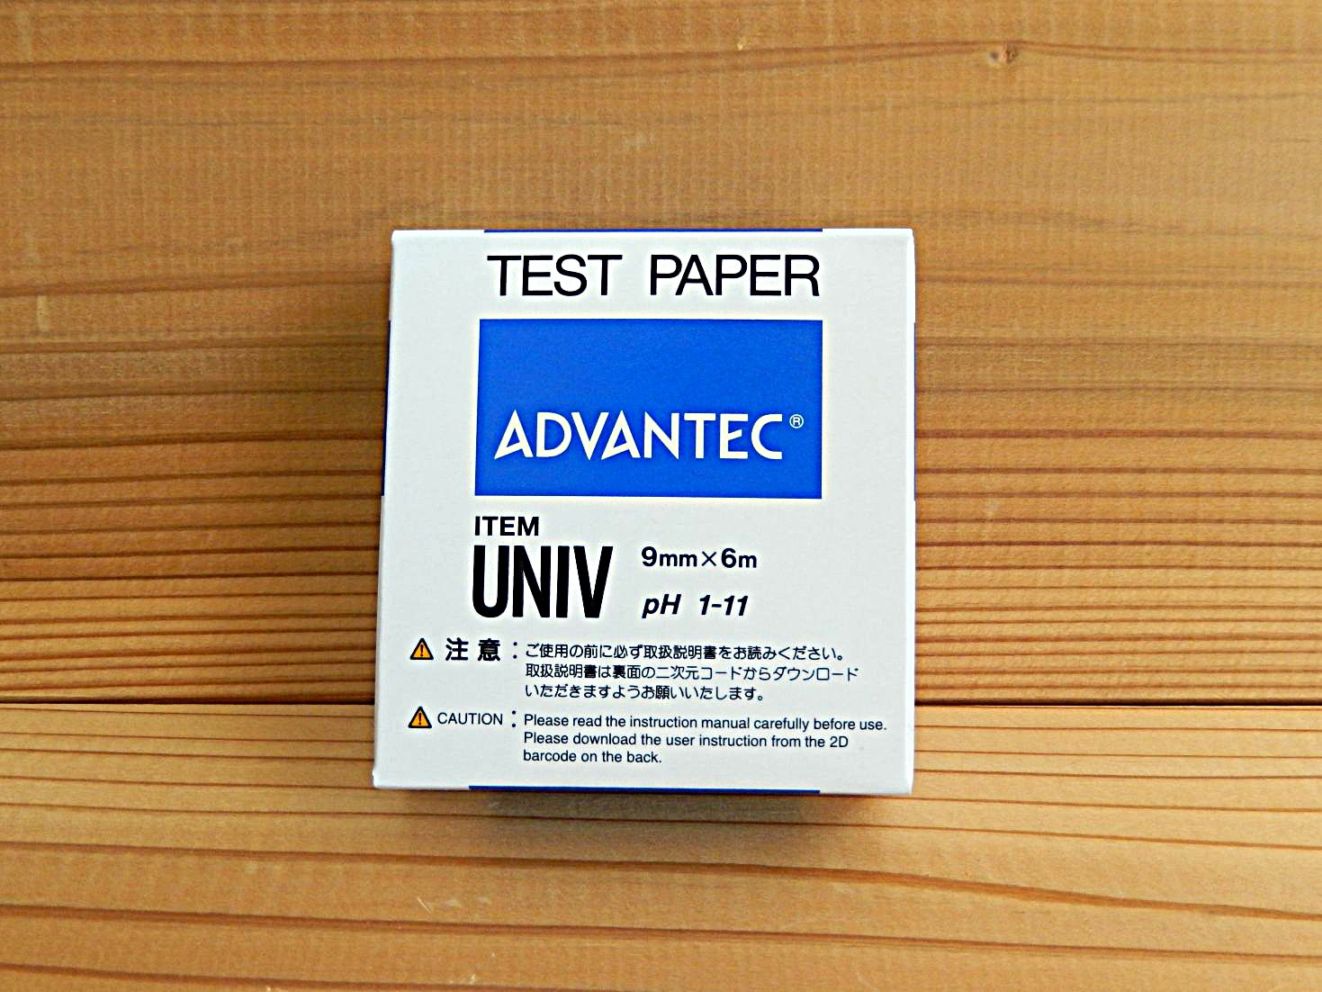 TEST PAPER
ADVANTEC®
ITEM
UNIV
9mm×6m
pH 1-11
⚠ 注意：ご使用の前に必ず取扱説明書をお読みください。
取扱説明書は裏面の二次元コードからダウンロード
いただきますようお願いいたします。
⚠ CAUTION：Please read the instruction manual carefully before use.
Please download the user instruction from the 2D
barcode on the back.